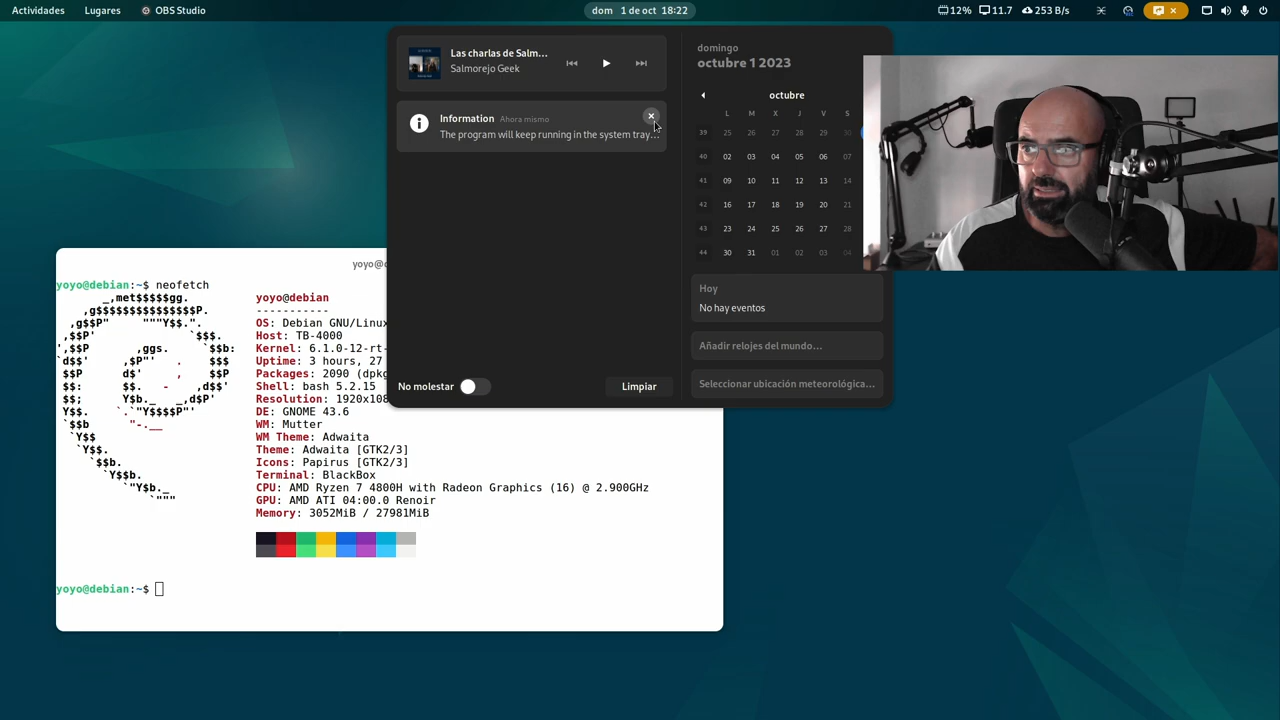 Actividades Lugares OBS Studio dom 1 de oct 18:22 12% 11.7 253 B/s
Las charlas de Salm...
Salmorejo Geek
Information Ahora mismo
The program will keep running in the system tray...
No molestar Limpiar
domingo
octubre 1 2023
octubre
L M X J V S
39 25 26 27 28 29 30
40 02 03 04 05 06 07
41 09 10 11 12 13 14
42 16 17 18 19 20 21
43 23 24 25 26 27 28
44 30 31 01 02 03 04
Hoy
No hay eventos
Añadir relojes del mundo...
Seleccionar ubicación meteorológica...
yoyo@d
yoyo@debian:~$ neofetch
yoyo@debian
-----------
OS: Debian GNU/Linux
Host: TB-4000
Kernel: 6.1.0-12-rt-
Uptime: 3 hours, 27
Packages: 2090 (dpkg
Shell: bash 5.2.15
Resolution: 1920x108
DE: GNOME 43.6
WM: Mutter
WM Theme: Adwaita
Theme: Adwaita [GTK2/3]
Icons: Papirus [GTK2/3]
Terminal: BlackBox
CPU: AMD Ryzen 7 4800H with Radeon Graphics (16) @ 2.900GHz
GPU: AMD ATI 04:00.0 Renoir
Memory: 3052MiB / 27981MiB
yoyo@debian:~$